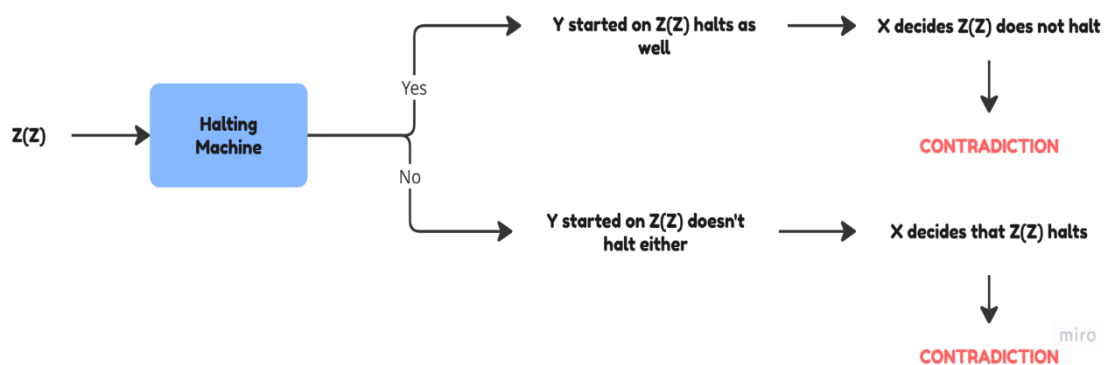 Z(Z)
Halting
Machine
Yes
No
Y started on Z(Z) halts as
well
X decides Z(Z) does not halt
CONTRADICTION
Y started on Z(Z) doesn't
halt either
X decides that Z(Z) halts
CONTRADICTION
miro